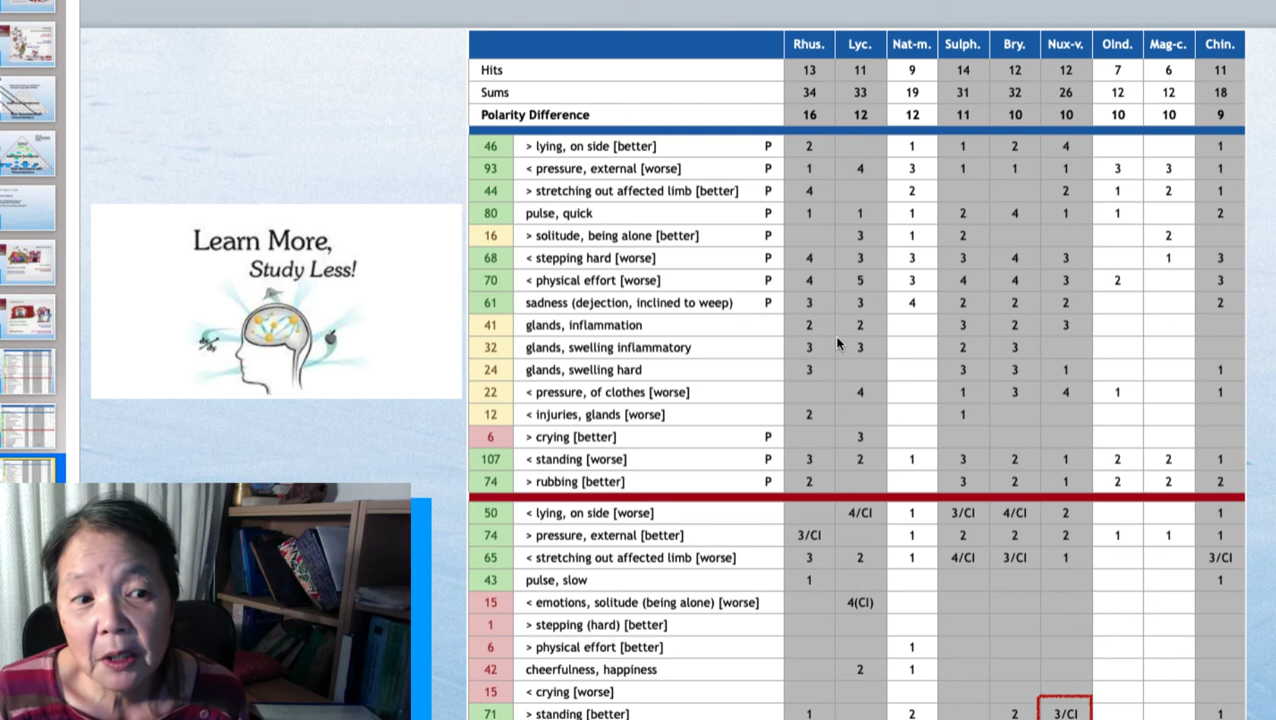 Rhus. Lyc. Nat-m. Sulph. Bry. Nux-v. Olnd. Mag-c. Chin.
Hits 13 11 9 14 12 12 7 6 11
Sums 34 33 19 31 32 26 12 12 18
Polarity Difference 16 12 12 11 10 10 10 10 9
46 > lying, on side [better] P 2 1 1 2 4 1
93 < pressure, external [worse] P 1 4 3 1 1 1 3 3 1
44 > stretching out affected limb [better] P 4 2 2 1 2 1
80 pulse, quick P 1 1 1 2 4 1 1 2
16 > solitude, being alone [better] P 3 1 2 2
68 < stepping hard [worse] P 4 3 3 3 4 3 1 3
70 < physical effort [worse] P 4 5 3 4 4 3 2 3
61 sadness (dejection, inclined to weep) P 3 3 4 2 2 2 2
41 glands, inflammation 2 2 3 2 3
32 glands, swelling inflammatory 3 3 2 3
24 glands, swelling hard 3 3 3 1 1
22 < pressure, of clothes [worse] 4 1 3 4 1 1
12 < injuries, glands [worse] 2 1
6 > crying [better] P 3
107 < standing [worse] P 3 2 1 3 2 1 2 2 1
74 > rubbing [better] P 2 3 2 1 2 2 2
50 < lying, on side [worse] 4/CI 1 3/CI 4/CI 2 1
74 > pressure, external [better] 3/CI 1 2 2 2 1 1 1
65 < stretching out affected limb [worse] 3 2 1 4/CI 3/CI 1 3/CI
43 pulse, slow 1 1
15 < emotions, solitude (being alone) [worse] 4(CI)
1 > stepping (hard) [better]
6 > physical effort [better] 1
42 cheerfulness, happiness 2 1
15 < crying [worse]
71 > standing [better] 1 2 2 3/CI 1
Learn More,
Study Less!